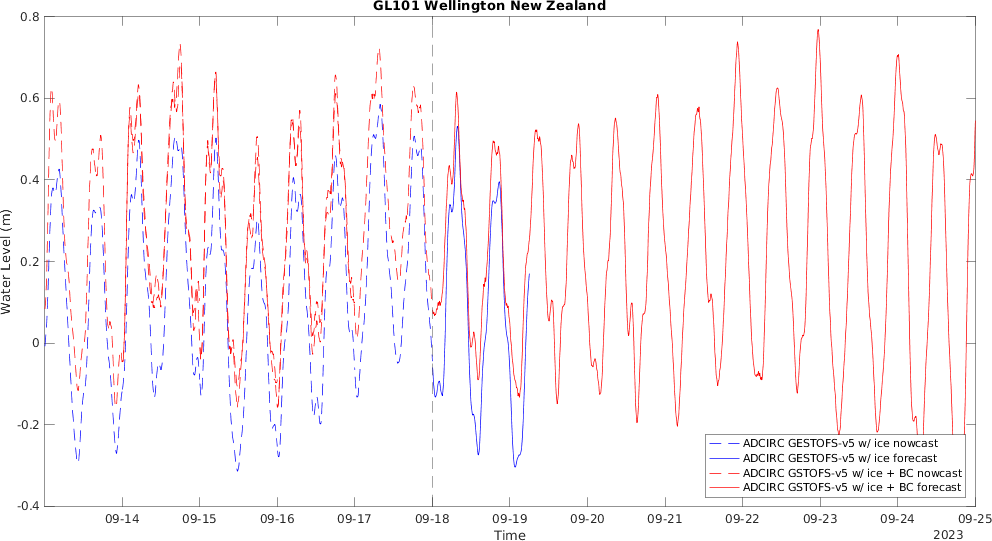 GL101 Wellington New Zealand
Water Level (m)
0.8
0.6
0.4
0.2
0
-0.2
-0.4
ADCIRC GESTOFS-v5 w/ ice nowcast
ADCIRC GESTOFS-v5 w/ ice forecast
ADCIRC GSTOFS-v5 w/ ice + BC nowcast
ADCIRC GSTOFS-v5 w/ ice + BC forecast
09-14 09-15 09-16 09-17 09-18 09-19 09-20 09-21 09-22 09-23 09-24 09-25
Time
2023